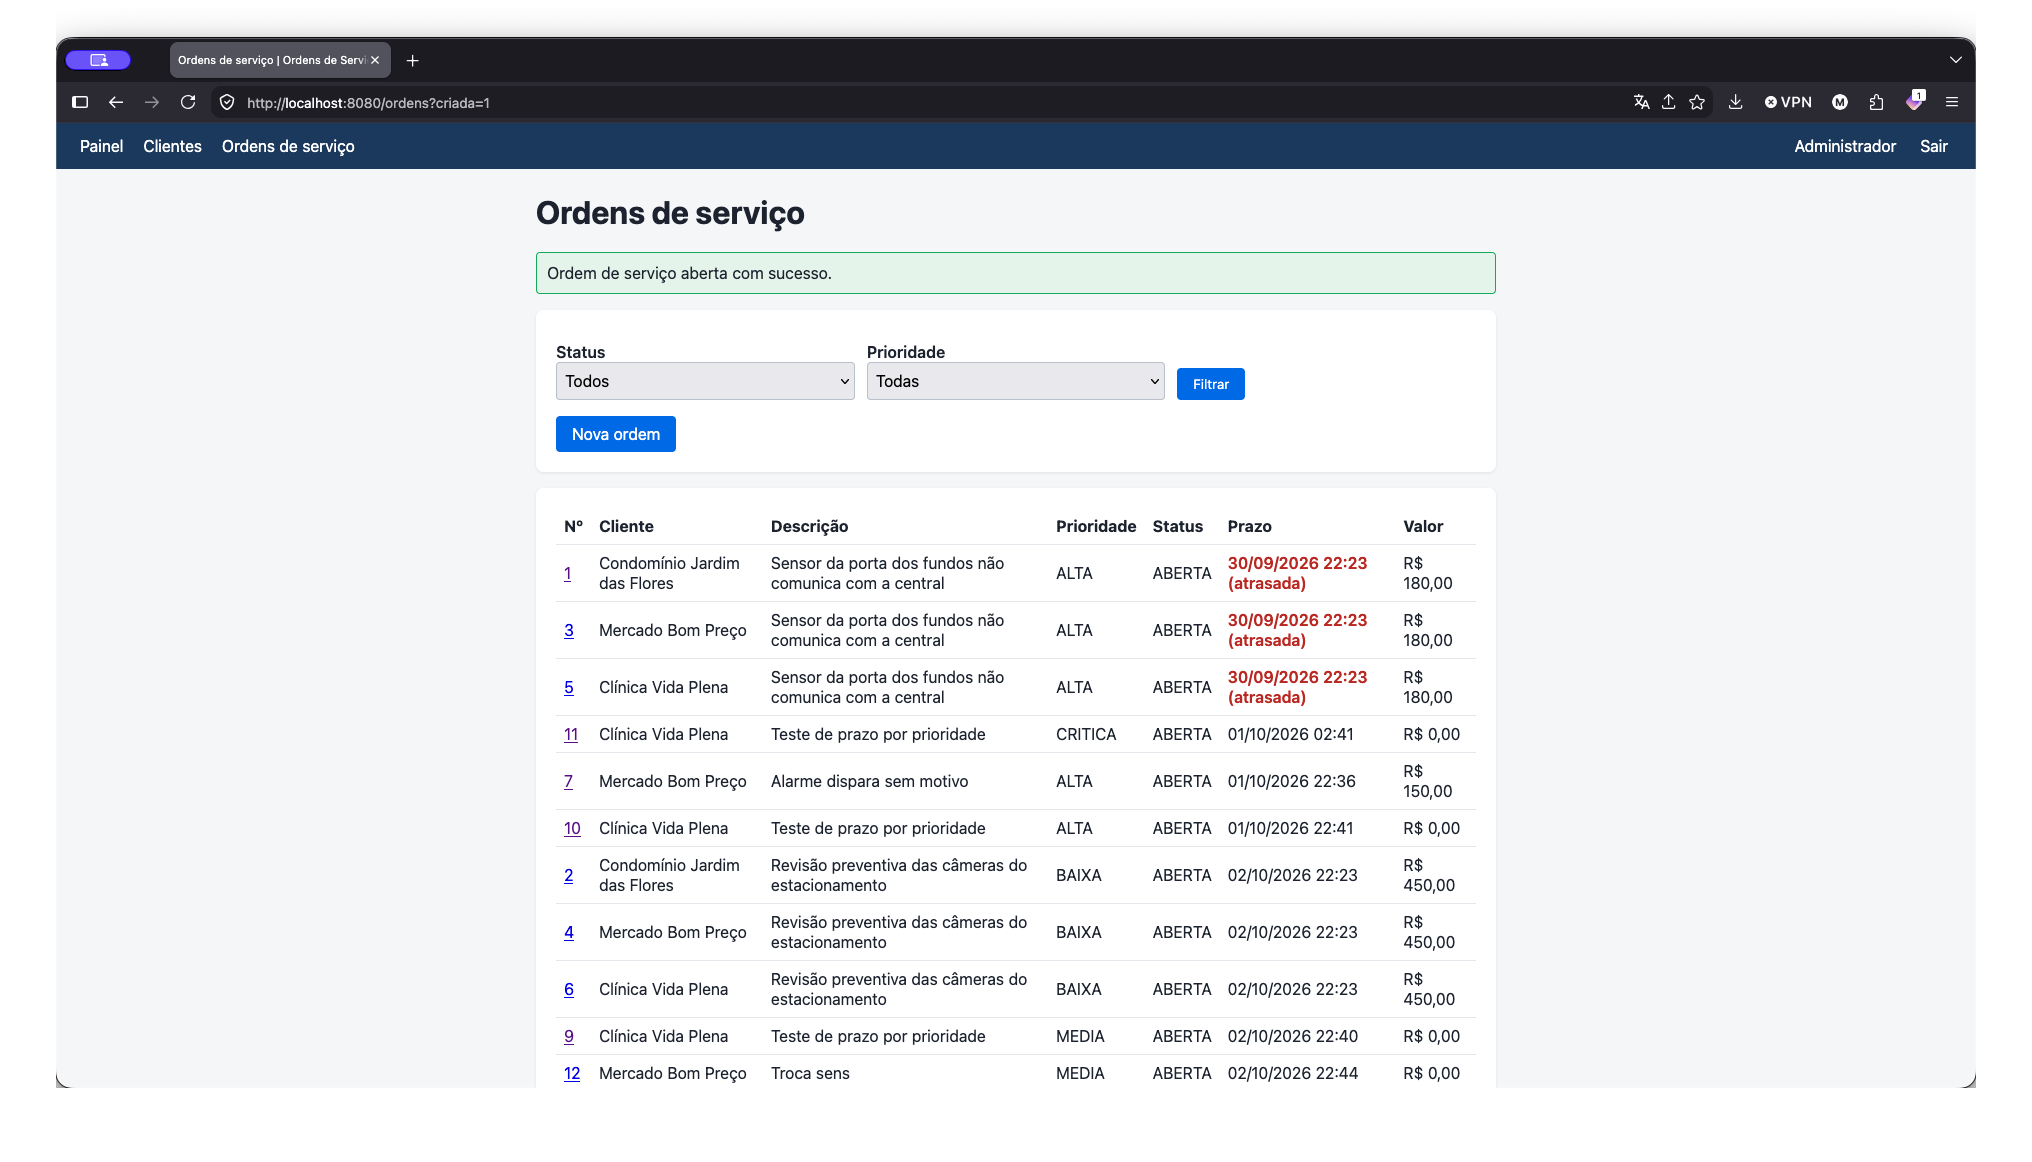 Ordens de serviço | Ordens de Servi
http://localhost:8080/ordens?criada=1
VPN
M
1
Painel Clientes Ordens de serviço Administrador Sair
Ordens de serviço
Ordem de serviço aberta com sucesso.
Status Prioridade
Todos Todas Filtrar
Nova ordem
Nº Cliente Descrição Prioridade Status Prazo Valor
1 Condomínio Jardim das Flores Sensor da porta dos fundos não comunica com a central ALTA ABERTA 30/09/2026 22:23 (atrasada) R$ 180,00
3 Mercado Bom Preço Sensor da porta dos fundos não comunica com a central ALTA ABERTA 30/09/2026 22:23 (atrasada) R$ 180,00
5 Clínica Vida Plena Sensor da porta dos fundos não comunica com a central ALTA ABERTA 30/09/2026 22:23 (atrasada) R$ 180,00
11 Clínica Vida Plena Teste de prazo por prioridade CRITICA ABERTA 01/10/2026 02:41 R$ 0,00
7 Mercado Bom Preço Alarme dispara sem motivo ALTA ABERTA 01/10/2026 22:36 R$ 150,00
10 Clínica Vida Plena Teste de prazo por prioridade ALTA ABERTA 01/10/2026 22:41 R$ 0,00
2 Condomínio Jardim das Flores Revisão preventiva das câmeras do estacionamento BAIXA ABERTA 02/10/2026 22:23 R$ 450,00
4 Mercado Bom Preço Revisão preventiva das câmeras do estacionamento BAIXA ABERTA 02/10/2026 22:23 R$ 450,00
6 Clínica Vida Plena Revisão preventiva das câmeras do estacionamento BAIXA ABERTA 02/10/2026 22:23 R$ 450,00
9 Clínica Vida Plena Teste de prazo por prioridade MEDIA ABERTA 02/10/2026 22:40 R$ 0,00
12 Mercado Bom Preço Troca sens MEDIA ABERTA 02/10/2026 22:44 R$ 0,00